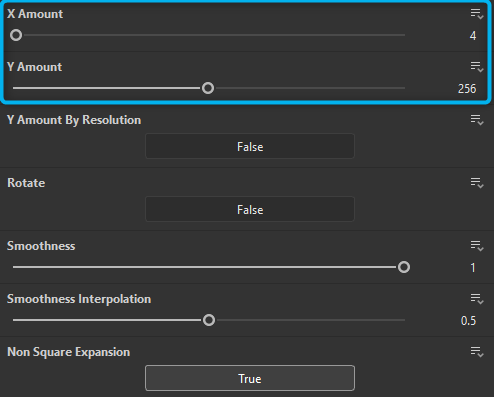 X Amount
4
Y Amount
256
Y Amount By Resolution
False
Rotate
False
Smoothness
1
Smoothness Interpolation
0.5
Non Square Expansion
True